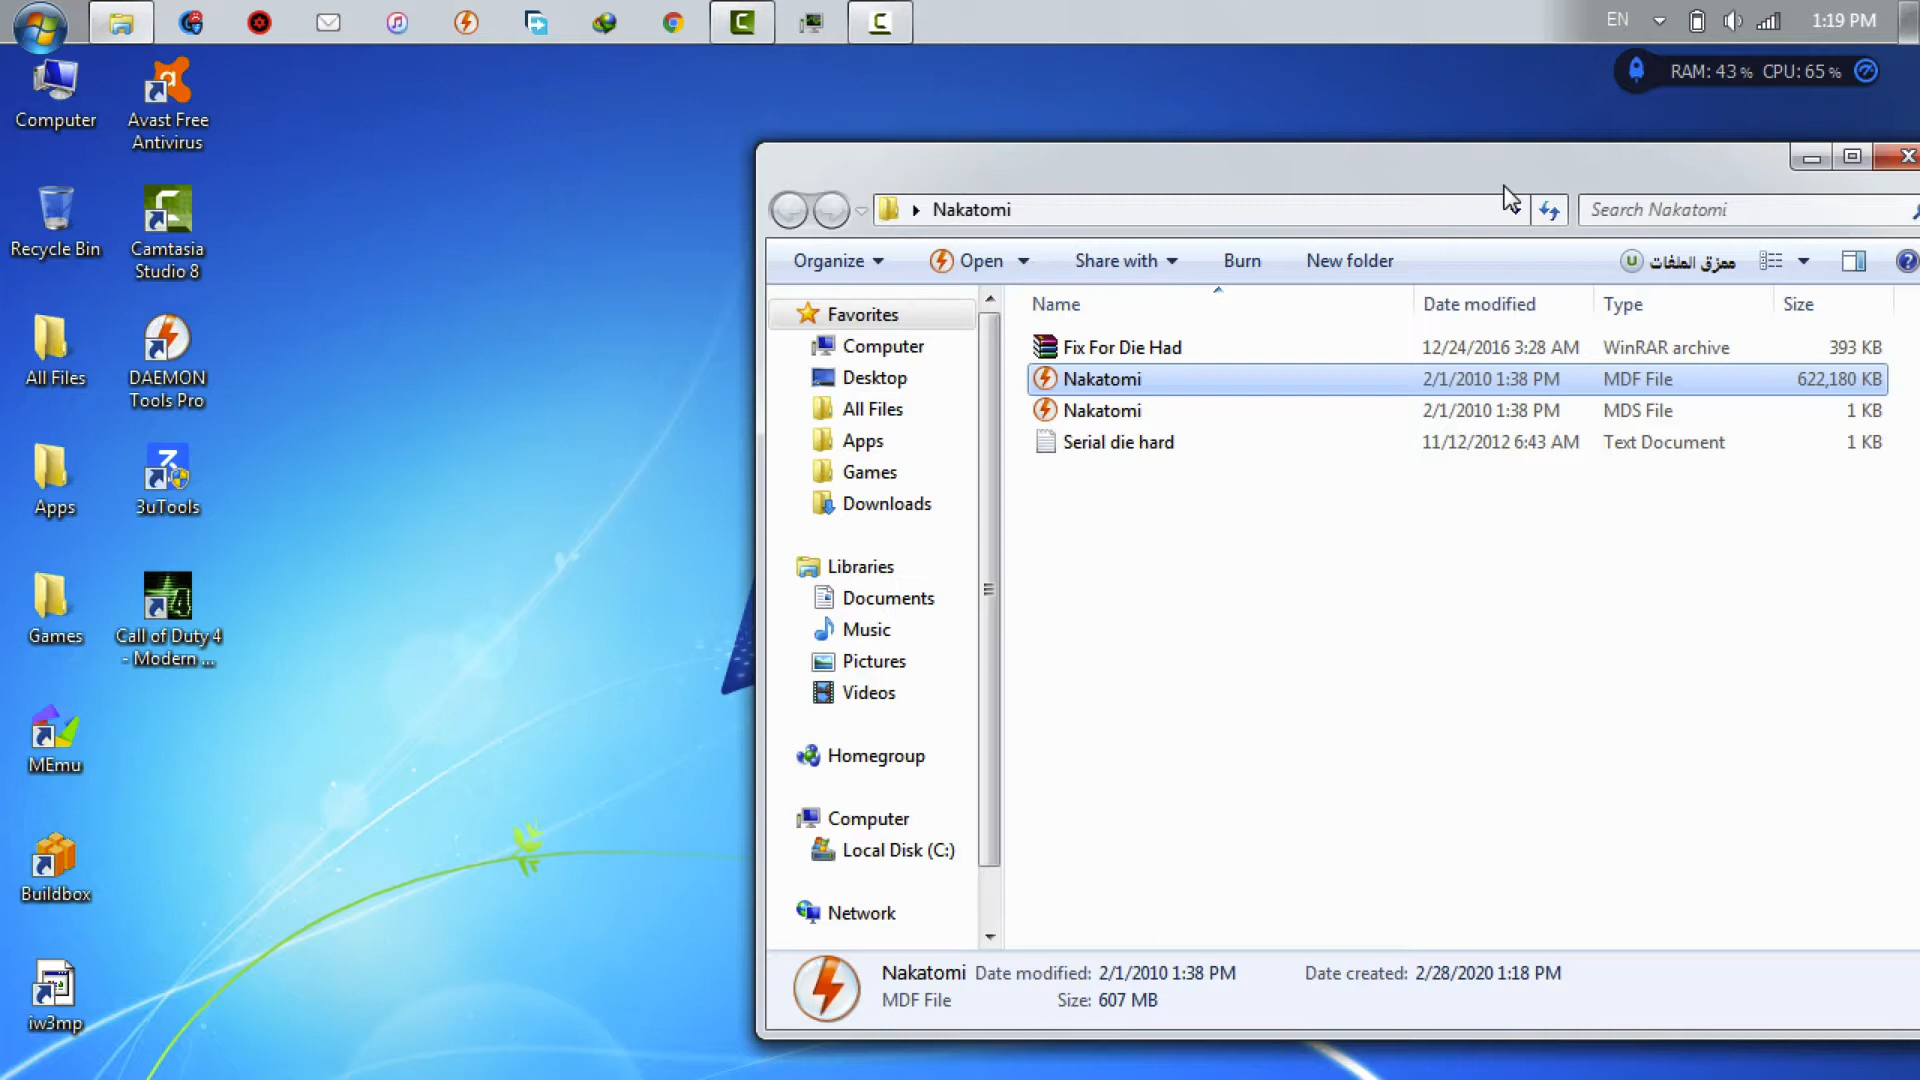 EN
1:19 PM
RAM: 43 % CPU: 65 %
Computer
Avast Free
Antivirus
Recycle Bin
Camtasia
Studio 8
All Files
DAEMON
Tools Pro
Apps
3uTools
Games
Call of Duty 4
- Modern ...
MEmu
Buildbox
iw3mp
Nakatomi
Search Nakatomi
Organize
Open
Share with
Burn
New folder
ممزق الملفات
Favorites
Computer
Desktop
All Files
Apps
Games
Downloads
Libraries
Documents
Music
Pictures
Videos
Homegroup
Computer
Local Disk (C:)
Network
Name Date modified Type Size
Fix For Die Had 12/24/2016 3:28 AM WinRAR archive 393 KB
Nakatomi 2/1/2010 1:38 PM MDF File 622,180 KB
Nakatomi 2/1/2010 1:38 PM MDS File 1 KB
Serial die hard 11/12/2012 6:43 AM Text Document 1 KB
Nakatomi Date modified: 2/1/2010 1:38 PM Date created: 2/28/2020 1:18 PM
MDF File Size: 607 MB